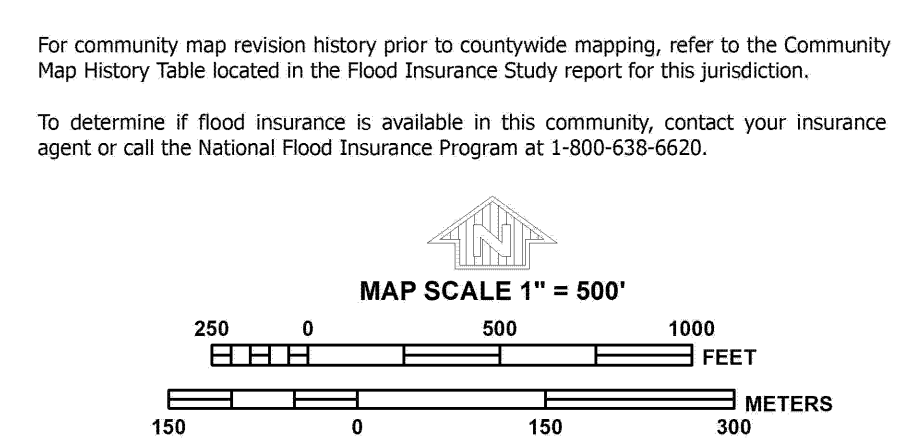 For community map revision history prior to countywide mapping, refer to the Community
Map History Table located in the Flood Insurance Study report for this jurisdiction.
To determine if flood insurance is available in this community, contact your insurance
agent or call the National Flood Insurance Program at 1-800-638-6620.
N
MAP SCALE 1" = 500'
250 0 500 1000
FEET
METERS
150 0 150 300